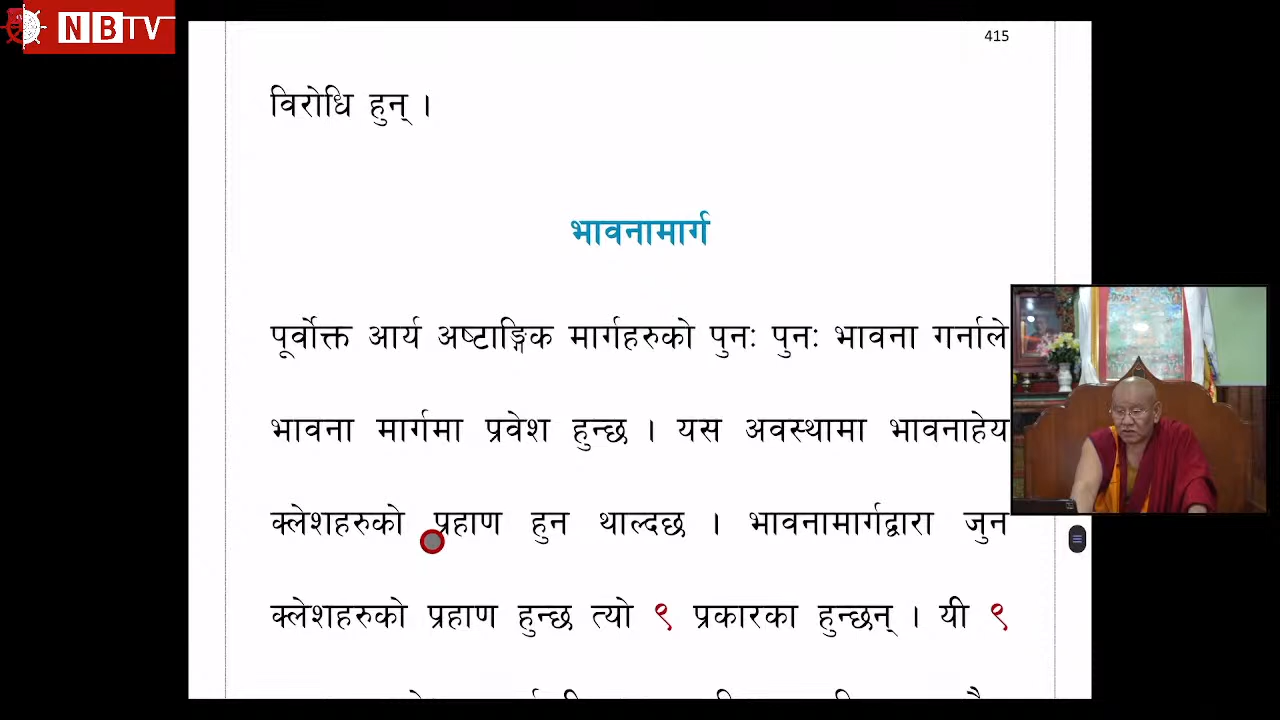 NBTV
415
विरोधि हुन् ।
भावनामार्ग
पूर्वोक्त आर्य अष्टाङ्गिक मार्गहरुको पुनः पुनः भावना गर्नाले
भावना मार्गमा प्रवेश हुन्छ । यस अवस्थामा भावनाहेय
क्लेशहरुको प्रहाण हुन थाल्दछ । भावनामार्गद्वारा जुन
क्लेशहरुको प्रहाण हुन्छ त्यो ९ प्रकारका हुन्छन् । यी ९